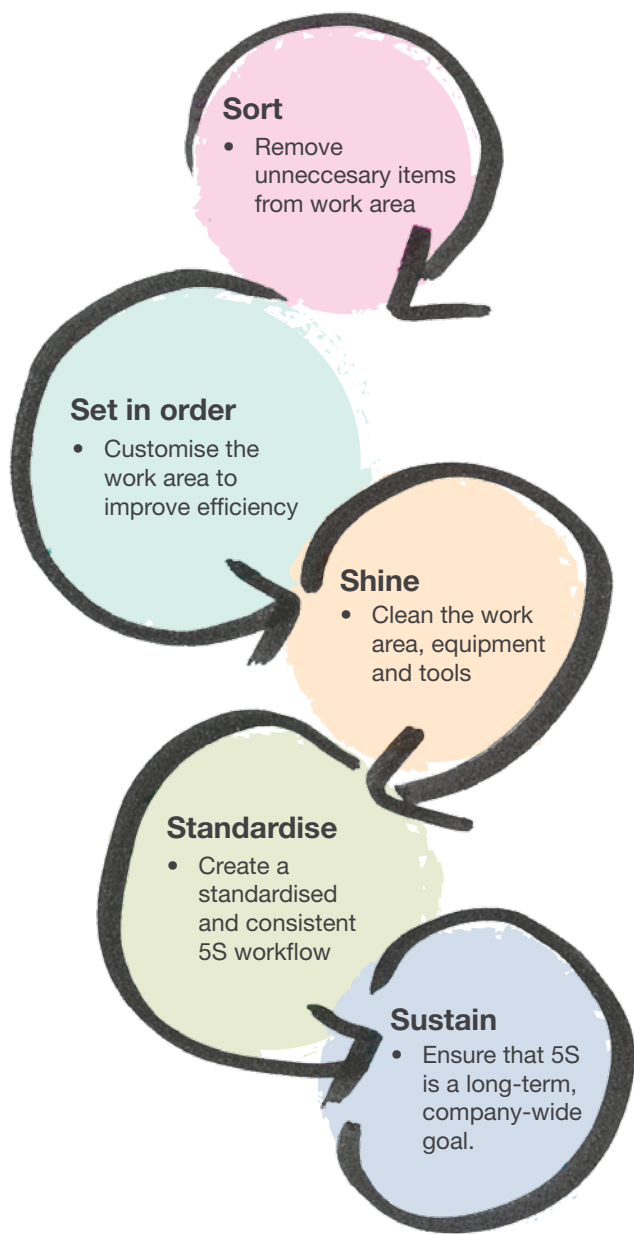 Sort
• Remove
unneccesary items
from work area
Set in order
• Customise the
work area to
improve efficiency
Shine
• Clean the work
area, equipment
and tools
Standardise
• Create a
standardised
and consistent
5S workflow
Sustain
• Ensure that 5S
is a long-term,
company-wide
goal.